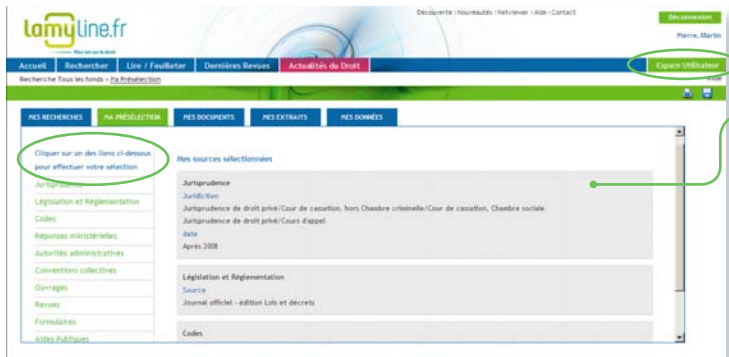 lamyline.fr
Découverte | Nouveautés | Netviewer | Aide | Contact
Déconnexion
Pierre, Martin
Accueil Rechercher Lire / Feuilleter Dernières Revues Actualités du Droit Espace Utilisateur
Recherche Tous les fonds > Ma Présélection
MES RECHERCHES MA PRÉSÉLECTION MES DOCUMENTS MES EXTRAITS MES DONNÉES
Cliquer sur un des liens ci-dessous
pour effectuer votre sélection
Jurisprudence
Législation et Réglementation
Codes
Réponses ministérielles
Autorités administratives
Conventions collectives
Ouvrages
Revues
Formulaires
Aides Publiques
Mes sources sélectionnées
Jurisprudence
Juridiction
Jurisprudence de droit privé/Cour de cassation, hors Chambre criminelle/Cour de cassation, Chambre sociale
Jurisprudence de droit privé/Cours d'appel
date
Après 2008
Législation et Réglementation
Source
Journal officiel - édition Lois et décrets
Codes